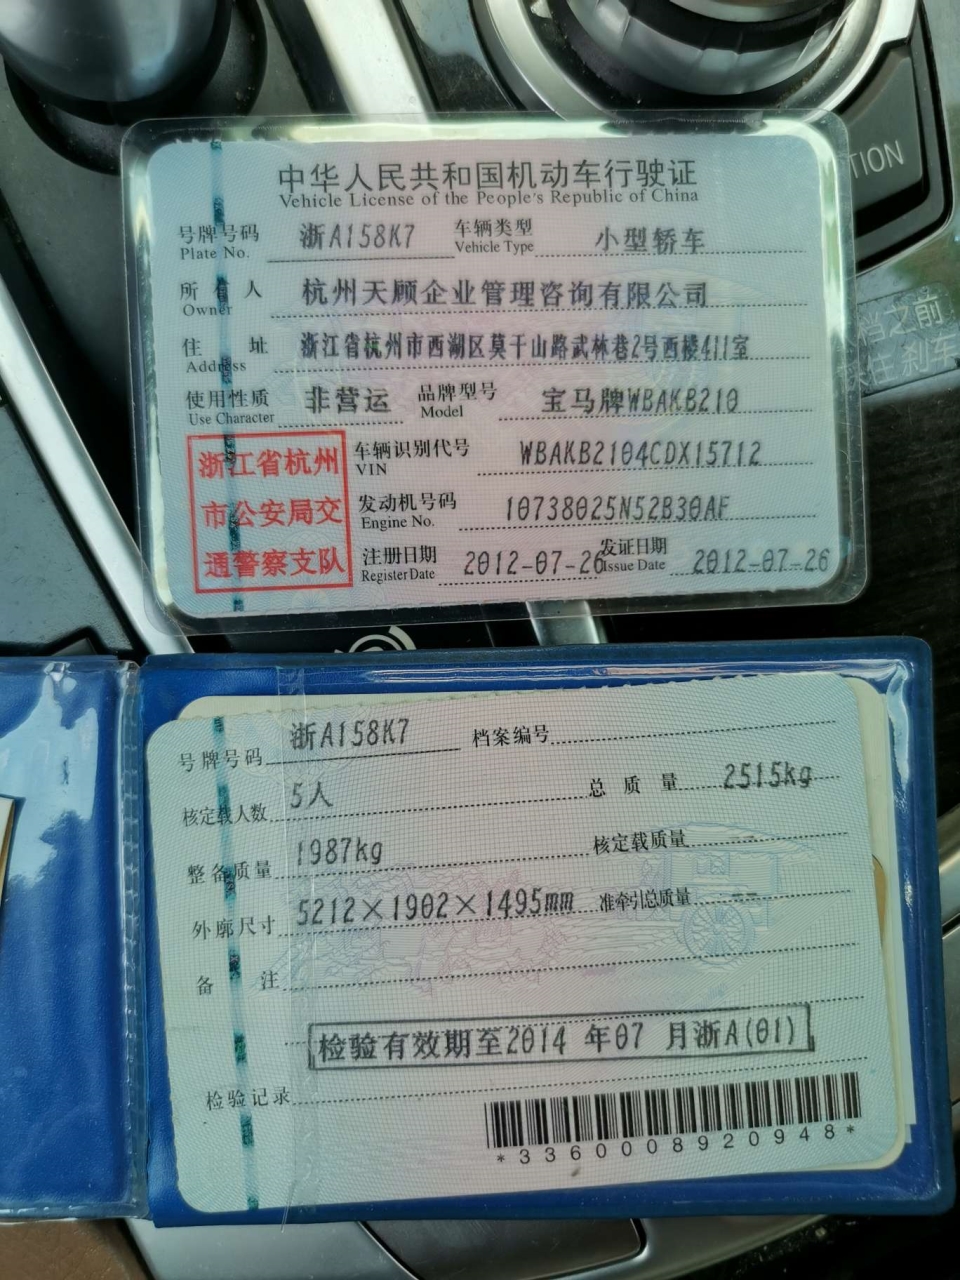 TION
中华人民共和国机动车行驶证
Vehicle License of the People's Republic of China
号牌号码 浙A158K7 车辆类型 小型轿车
Plate No. Vehicle Type
所有人 杭州天顾企业管理咨询有限公司
Owner
住址 浙江省杭州市西湖区莫干山路武林巷2号西楼411室
Address
使用性质 非营运 品牌型号 宝马牌WBAKB210
Use Character Model
浙江省杭州
市公安局交
通警察支队
车辆识别代号 WBAKB2104CDX15712
VIN
发动机号码 10738025N52B30AF
Engine No.
注册日期 2012-07-26 发证日期 2012-07-26
Register Date Issue Date
档之前
刹车
号牌号码 浙A158K7 档案编号
核定载人数 5人 总质量 2515kg
整备质量 1987kg 核定载质量
外廓尺寸 5212×1902×1495mm 准牵引总质量 --
备注
检验有效期至2014 年07 月浙A(01)
检验记录
*3360008920948*